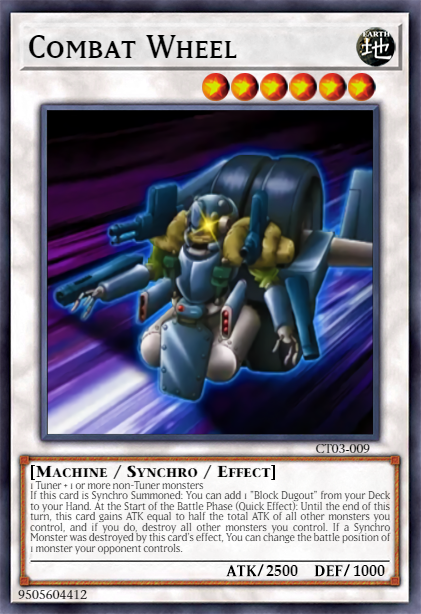 COMBAT WHEEL
EARTH
地
CT03-009
[MACHINE / SYNCHRO / EFFECT]
1 Tuner + 1 or more non-Tuner monsters
If this card is Synchro Summoned: You can add 1 "Block Dugout" from your Deck
to your Hand. At the Start of the Battle Phase (Quick Effect): Until the end of this
turn, this card gains ATK equal to half the total ATK of all other monsters you
control, and if you do, destroy all other monsters you control. If a Synchro
Monster was destroyed by this card's effect, You can change the battle position of
1 monster your opponent controls.
ATK/2500 DEF/1000
9505604412